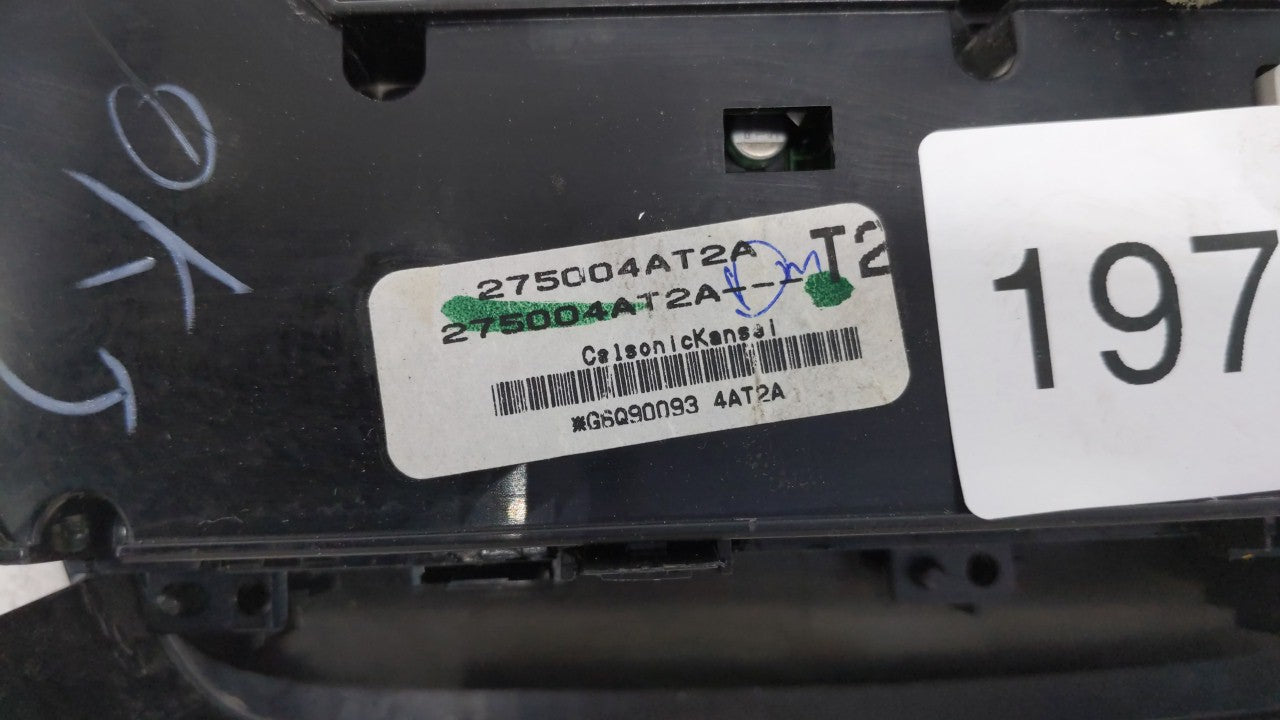 275004AT2A
T2
275004AT2A---
CalsonicKansei
*G6Q90093 4AT2A
197